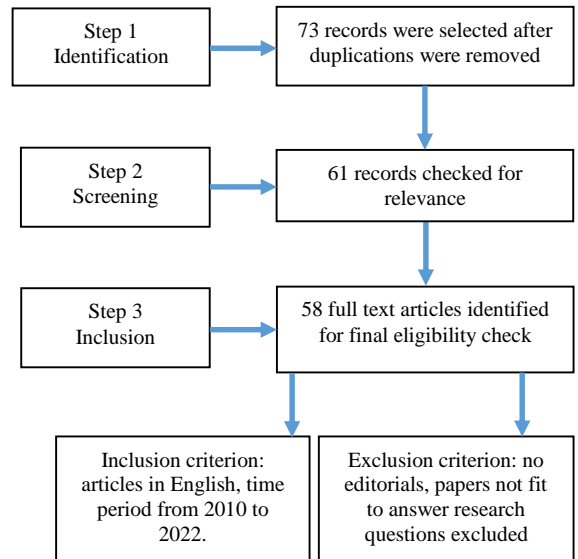 Step 1
Identification
73 records were selected after
duplications were removed
Step 2
Screening
61 records checked for
relevance
Step 3
Inclusion
58 full text articles identified
for final eligibility check
Inclusion criterion:
articles in English, time
period from 2010 to
2022.
Exclusion criterion: no
editorials, papers not fit
to answer research
questions excluded